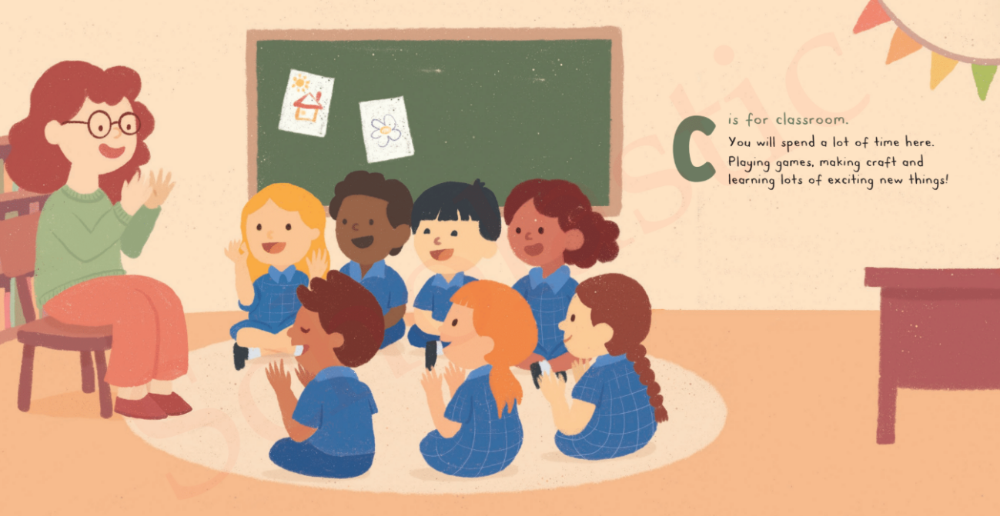 C is for classroom.
You will spend a lot of time here.
Playing games, making craft and
learning lots of exciting new things!